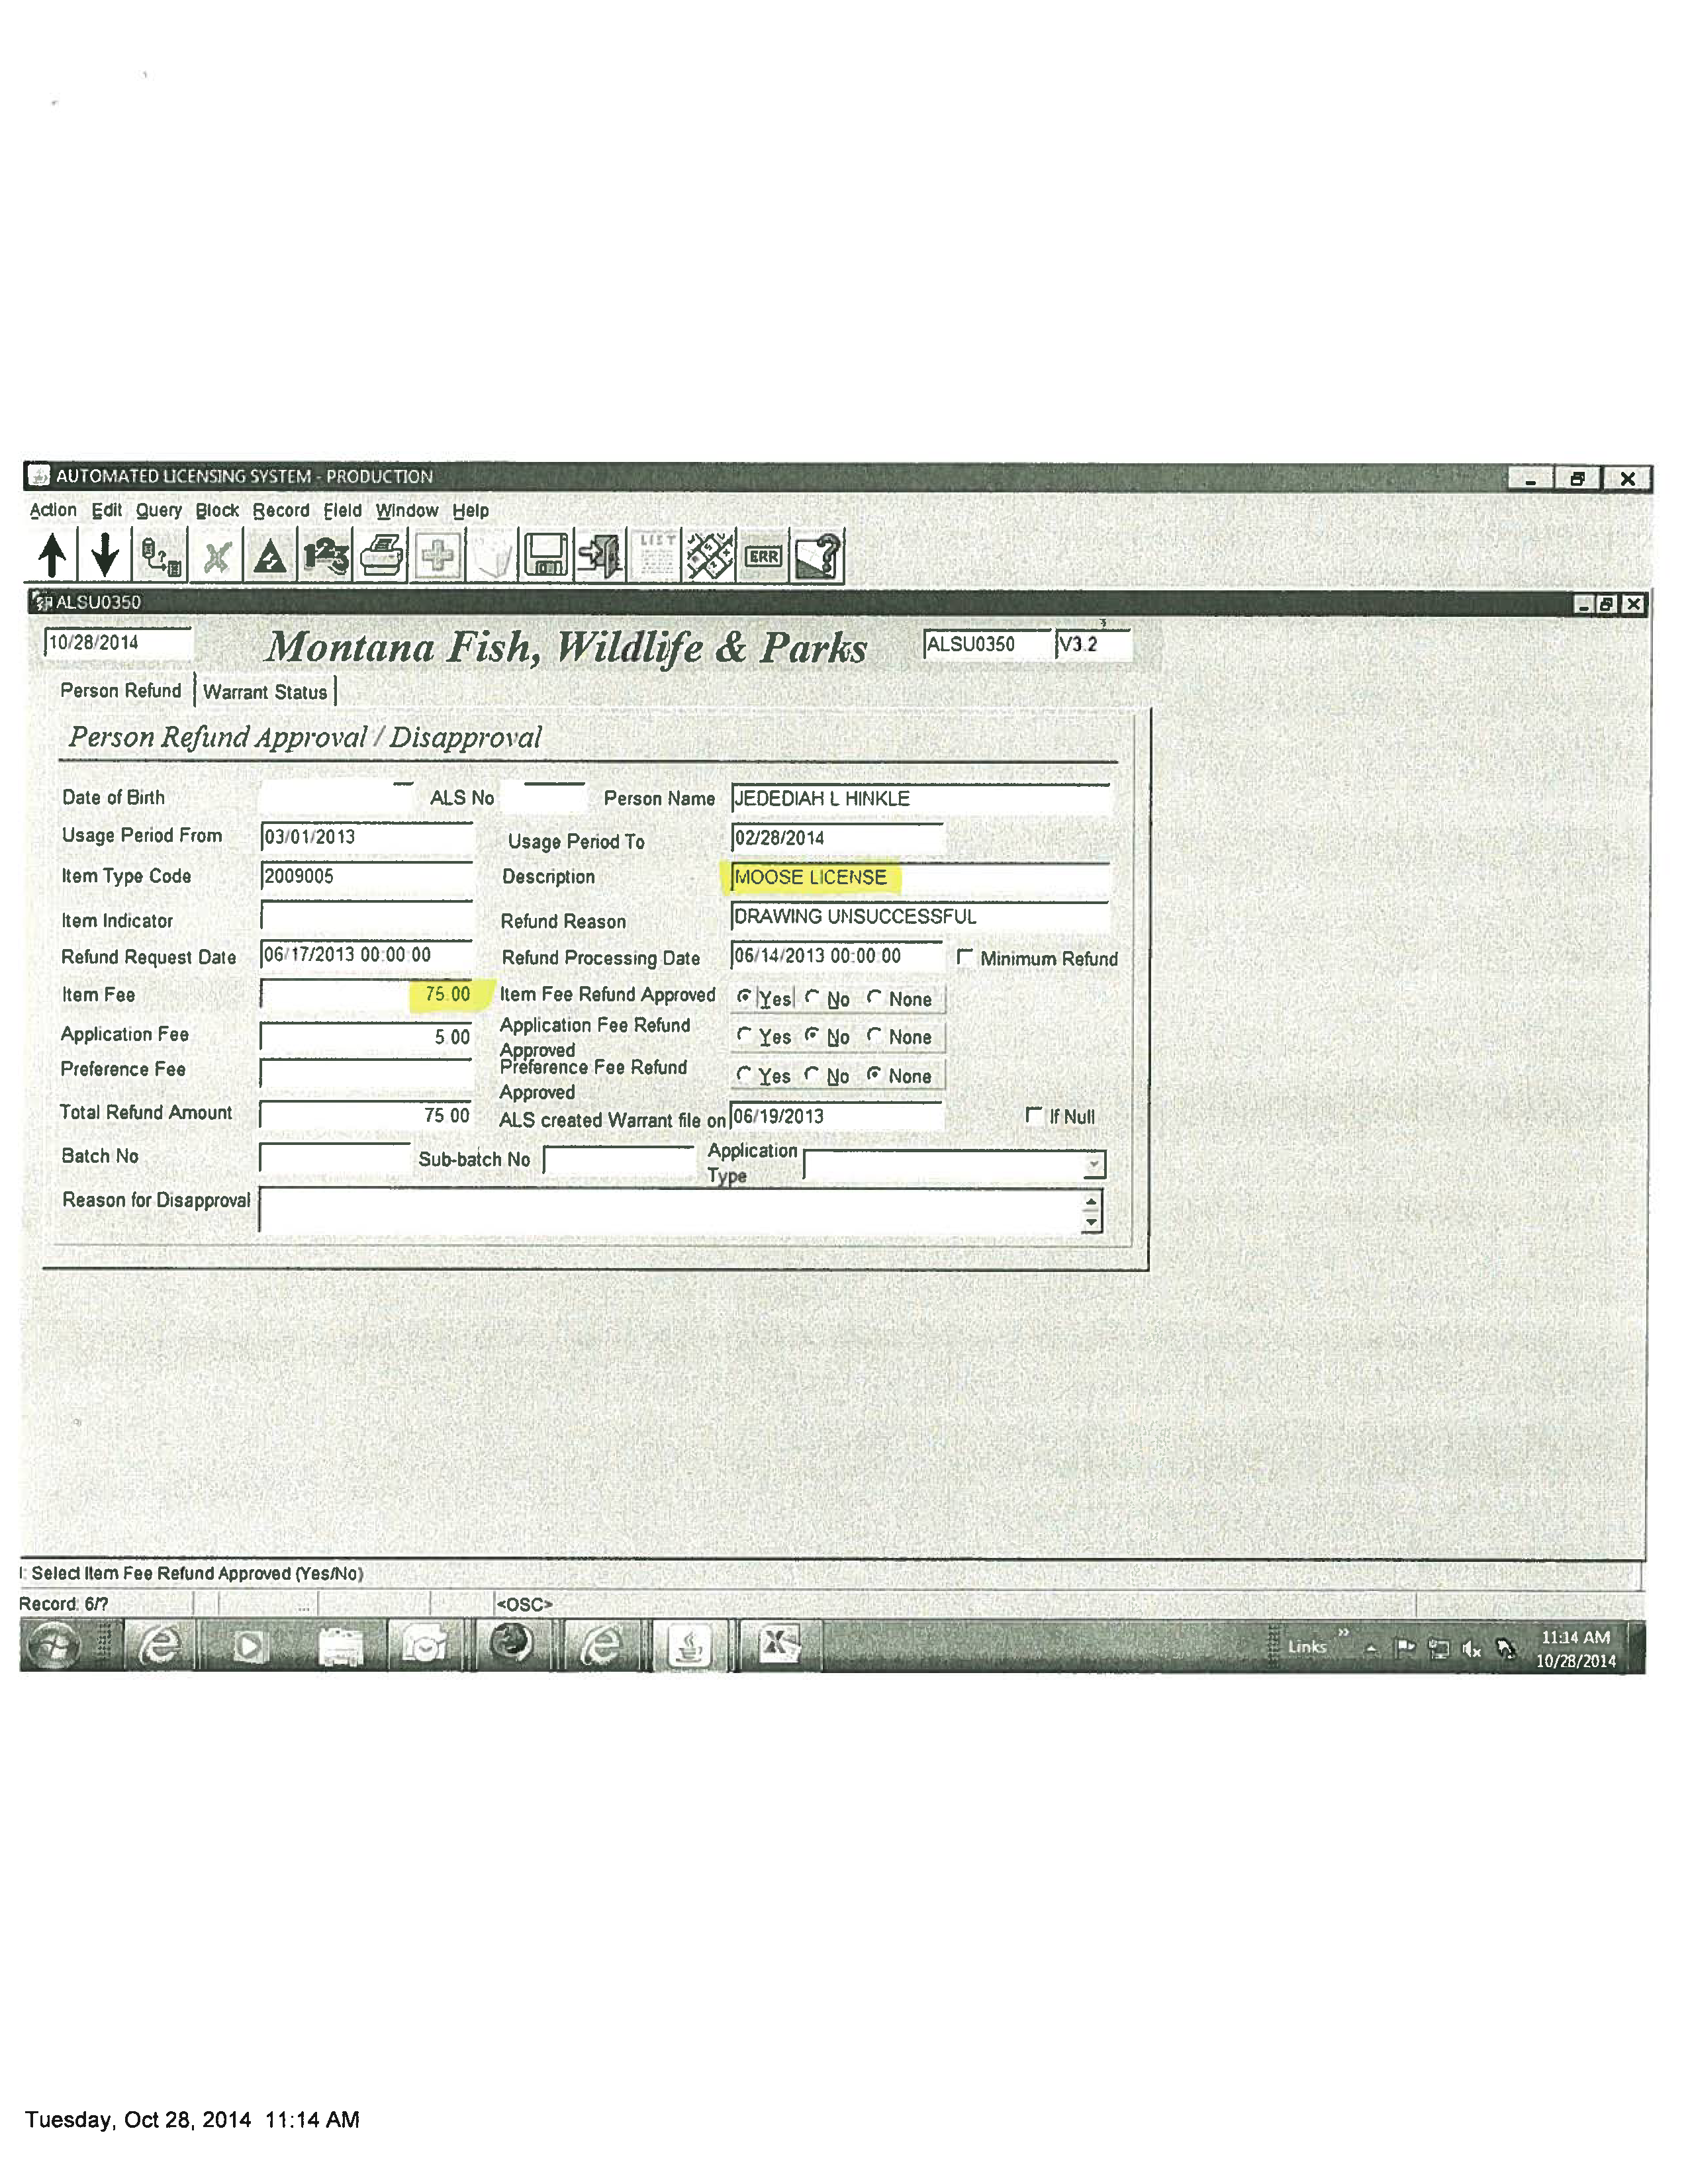 AUTOMATED LICENSING SYSTEM - PRODUCTION
Action Edit Query Block Record Field Window Help
123 LIST ERR ?
ALSU0350
10/28/2014 Montana Fish, Wildlife & Parks ALSU0350 V3.2
Person Refund Warrant Status
Person Refund Approval / Disapproval
Date of Birth ALS No Person Name JEDEDIAH L HINKLE
Usage Period From 03/01/2013 Usage Period To 02/28/2014
Item Type Code 2009005 Description MOOSE LICENSE
Item Indicator Refund Reason DRAWING UNSUCCESSFUL
Refund Request Date 06/17/2013 00:00:00 Refund Processing Date 06/14/2013 00:00:00 Minimum Refund
Item Fee 75.00 Item Fee Refund Approved Yes No None
Application Fee 5.00 Application Fee Refund Approved Yes No None
Preference Fee Preference Fee Refund Approved Yes No None
Total Refund Amount 75.00 ALS created Warrant file on 06/19/2013 If Null
Batch No Sub-batch No Application Type
Reason for Disapproval
Select Item Fee Refund Approved (Yes/No)
Record: 6/? ... <OSC>
Links 11:14 AM
10/28/2014
Tuesday, Oct 28, 2014 11:14 AM